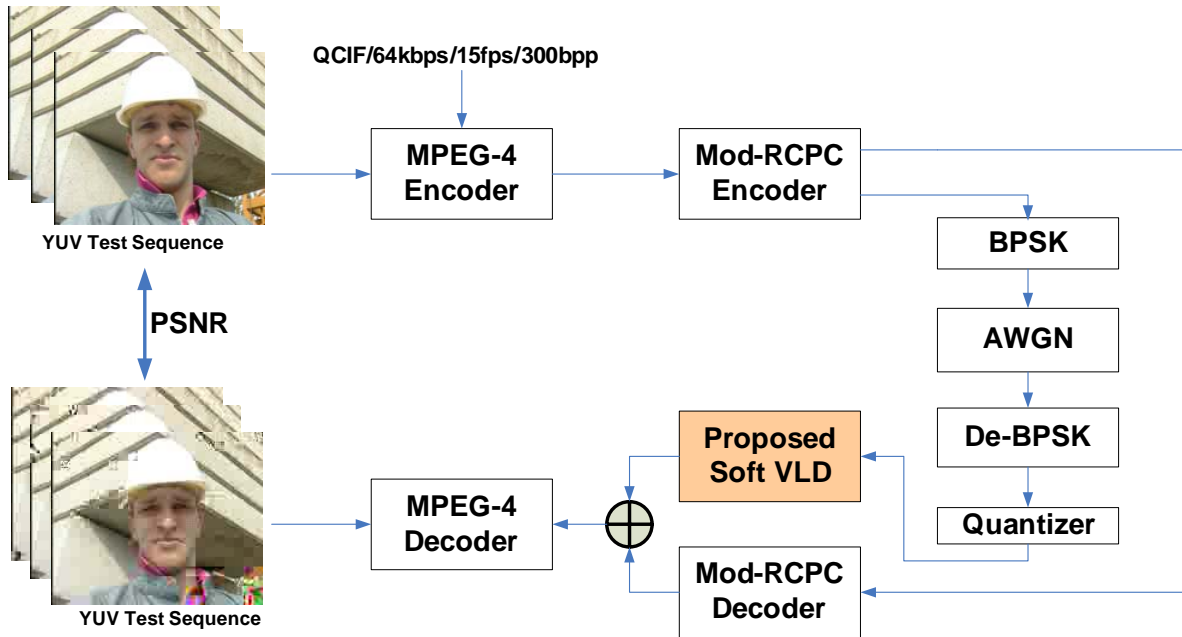 QCIF/64kbps/15fps/300bpp
MPEG-4
Encoder
Mod-RCPC
Encoder
YUV Test Sequence
BPSK
PSNR
AWGN
De-BPSK
Proposed
Soft VLD
MPEG-4
Decoder
Quantizer
Mod-RCPC
Decoder
YUV Test Sequence